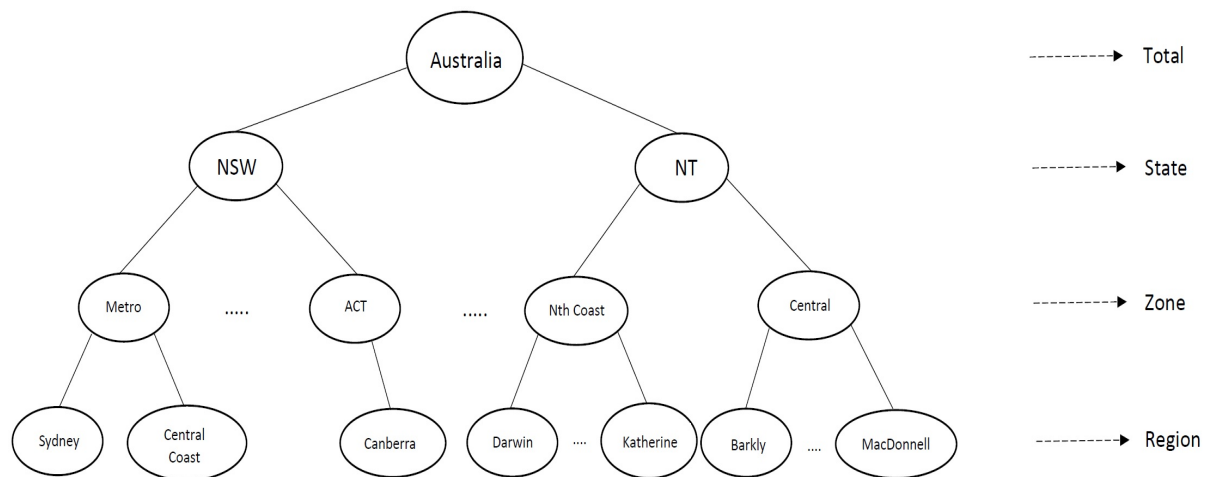 Australia
Total
NSW
NT
State
Metro
.....
ACT
.....
Nth Coast
Central
Zone
Sydney
Central
Coast
Canberra
Darwin
....
Katherine
Barkly
....
MacDonnell
Region